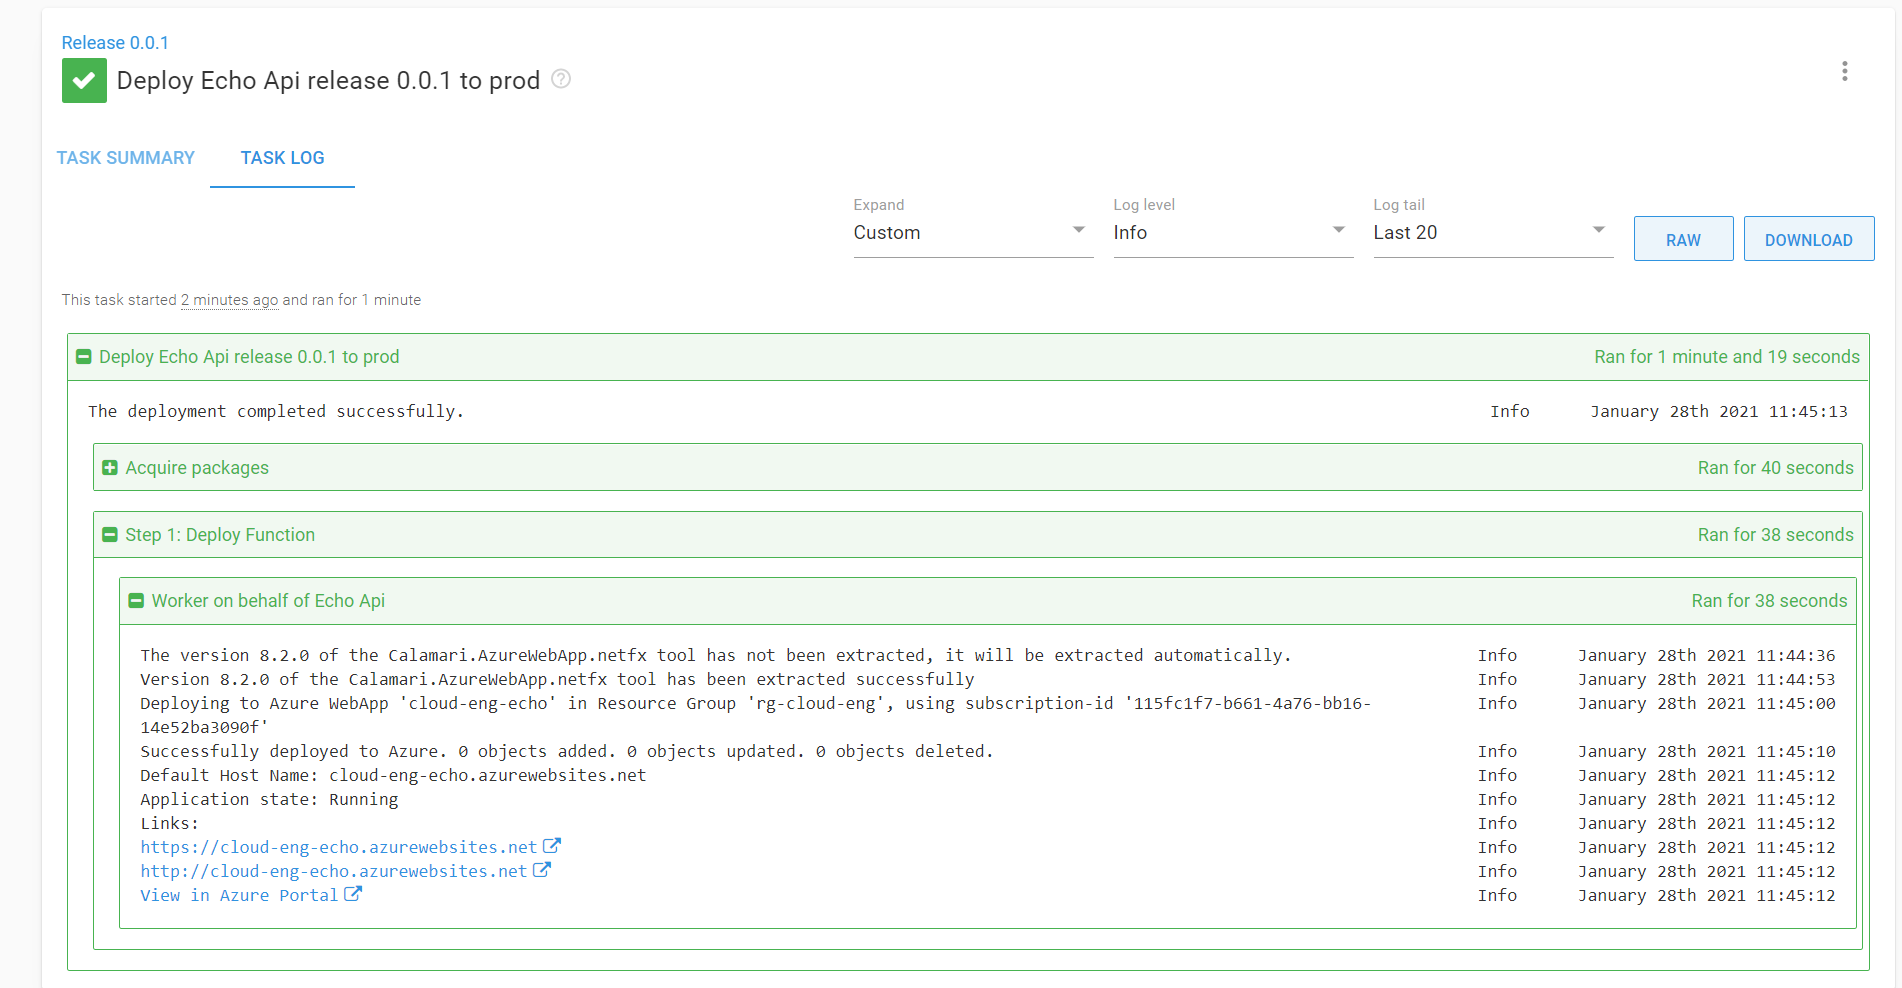 Release 0.0.1
Deploy Echo Api release 0.0.1 to prod
TASK SUMMARY TASK LOG
Expand Log level Log tail
Custom Info Last 20 RAW DOWNLOAD
This task started 2 minutes ago and ran for 1 minute
Deploy Echo Api release 0.0.1 to prod Ran for 1 minute and 19 seconds
The deployment completed successfully. Info January 28th 2021 11:45:13
Acquire packages Ran for 40 seconds
Step 1: Deploy Function Ran for 38 seconds
Worker on behalf of Echo Api Ran for 38 seconds
The version 8.2.0 of the Calamari.AzureWebApp.netfx tool has not been extracted, it will be extracted automatically. Info January 28th 2021 11:44:36
Version 8.2.0 of the Calamari.AzureWebApp.netfx tool has been extracted successfully Info January 28th 2021 11:44:53
Deploying to Azure WebApp 'cloud-eng-echo' in Resource Group 'rg-cloud-eng', using subscription-id '115fc1f7-b661-4a76-bb16- Info January 28th 2021 11:45:00
14e52ba3090f'
Successfully deployed to Azure. 0 objects added. 0 objects updated. 0 objects deleted. Info January 28th 2021 11:45:10
Default Host Name: cloud-eng-echo.azurewebsites.net Info January 28th 2021 11:45:12
Application state: Running Info January 28th 2021 11:45:12
Links: Info January 28th 2021 11:45:12
https://cloud-eng-echo.azurewebsites.net Info January 28th 2021 11:45:12
http://cloud-eng-echo.azurewebsites.net Info January 28th 2021 11:45:12
View in Azure Portal Info January 28th 2021 11:45:12